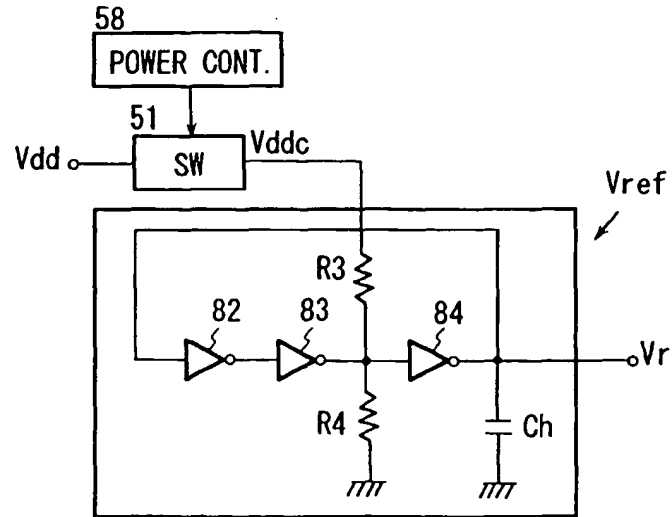 58
POWER CONT.
51
SW
Vdd
Vddc
Vref
R3
82
83
84
Vr
R4
Ch